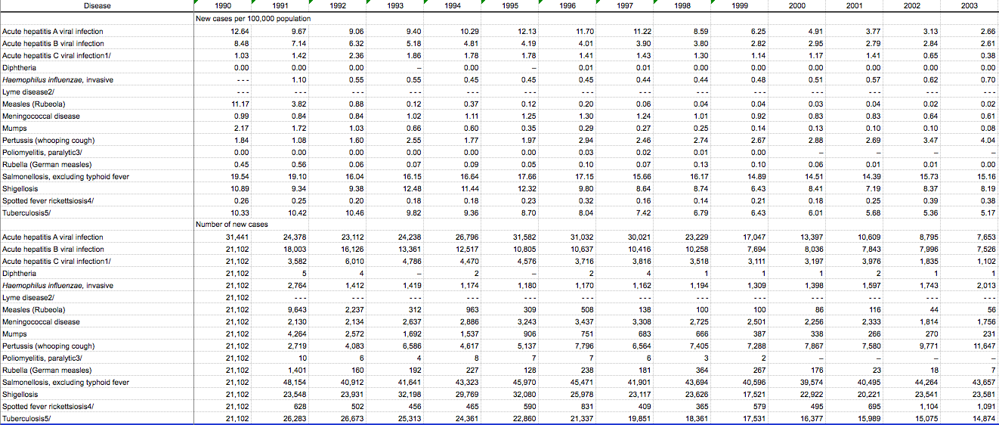 Disease 1990 1991 1992 1993 1994 1995 1996 1997 1998 1999 2000 2001 2002 2003
New cases per 100,000 population
Acute hepatitis A viral infection 12.64 9.67 9.06 9.40 10.29 12.13 11.70 11.22 8.59 6.25 4.91 3.77 3.13 2.66
Acute hepatitis B viral infection 8.48 7.14 6.32 5.18 4.81 4.19 4.01 3.90 3.80 2.82 2.95 2.79 2.84 2.61
Acute hepatitis C viral infection1/ 1.03 1.42 2.36 1.86 1.78 1.78 1.41 1.43 1.30 1.14 1.17 1.41 0.65 0.38
Diphtheria 0.00 0.00 0.00 – 0.00 – 0.01 0.01 0.00 0.00 0.00 0.00 0.00 0.00
Haemophilus influenzae, invasive - - - 1.10 0.55 0.55 0.45 0.45 0.45 0.44 0.44 0.48 0.51 0.57 0.62 0.70
Lyme disease2/ - - - - - - - - - - - - - - - - - - - - - - - - - - - - - - - - - - - - - - - - - -
Measles (Rubeola) 11.17 3.82 0.88 0.12 0.37 0.12 0.20 0.06 0.04 0.04 0.03 0.04 0.02 0.02
Meningococcal disease 0.99 0.84 0.84 1.02 1.11 1.25 1.30 1.24 1.01 0.92 0.83 0.83 0.64 0.61
Mumps 2.17 1.72 1.03 0.66 0.60 0.35 0.29 0.27 0.25 0.14 0.13 0.10 0.10 0.08
Pertussis (whooping cough) 1.84 1.08 1.60 2.55 1.77 1.97 2.94 2.46 2.74 2.67 2.88 2.69 3.47 4.04
Poliomyelitis, paralytic3/ 0.00 0.00 0.00 0.00 0.00 0.00 0.03 0.02 0.01 0.00 – – – –
Rubella (German measles) 0.45 0.56 0.06 0.07 0.09 0.05 0.10 0.07 0.13 0.10 0.06 0.01 0.01 0.00
Salmonellosis, excluding typhoid fever 19.54 19.10 16.04 16.15 16.64 17.66 17.15 15.66 16.17 14.89 14.51 14.39 15.73 15.16
Shigellosis 10.89 9.34 9.38 12.48 11.44 12.32 9.80 8.64 8.74 6.43 8.41 7.19 8.37 8.19
Spotted fever rickettsiosis4/ 0.26 0.25 0.20 0.18 0.18 0.23 0.32 0.16 0.14 0.21 0.18 0.25 0.39 0.38
Tuberculosis5/ 10.33 10.42 10.46 9.82 9.36 8.70 8.04 7.42 6.79 6.43 6.01 5.68 5.36 5.17
Number of new cases
Acute hepatitis A viral infection 31,441 24,378 23,112 24,238 26,796 31,582 31,032 30,021 23,229 17,047 13,397 10,609 8,795 7,653
Acute hepatitis B viral infection 21,102 18,003 16,126 13,361 12,517 10,805 10,637 10,416 10,258 7,694 8,036 7,843 7,996 7,526
Acute hepatitis C viral infection1/ 21,102 3,582 6,010 4,786 4,470 4,576 3,716 3,816 3,518 3,111 3,197 3,976 1,835 1,102
Diphtheria 21,102 5 4 – 2 – 2 4 1 1 1 2 1 1
Haemophilus influenzae, invasive 21,102 2,764 1,412 1,419 1,174 1,180 1,170 1,162 1,194 1,309 1,398 1,597 1,743 2,013
Lyme disease2/ 21,102 - - - - - - - - - - - - - - - - - - - - - - - - - - - - - - - - - - - - - - -
Measles (Rubeola) 21,102 9,643 2,237 312 963 309 508 138 100 100 86 116 44 56
Meningococcal disease 21,102 2,130 2,134 2,637 2,886 3,243 3,437 3,308 2,725 2,501 2,256 2,333 1,814 1,756
Mumps 21,102 4,264 2,572 1,692 1,537 906 751 683 666 387 338 266 270 231
Pertussis (whooping cough) 21,102 2,719 4,083 6,586 4,617 5,137 7,796 6,564 7,405 7,288 7,867 7,580 9,771 11,647
Poliomyelitis, paralytic3/ 21,102 10 6 4 8 7 7 6 3 2 – – – –
Rubella (German measles) 21,102 1,401 160 192 227 128 238 181 364 267 176 23 18 7
Salmonellosis, excluding typhoid fever 21,102 48,154 40,912 41,641 43,323 45,970 45,471 41,901 43,694 40,596 39,574 40,495 44,264 43,657
Shigellosis 21,102 23,548 23,931 32,198 29,769 32,080 25,978 23,117 23,626 17,521 22,922 20,221 23,541 23,581
Spotted fever rickettsiosis4/ 21,102 628 502 456 465 590 831 409 365 579 495 695 1,104 1,091
Tuberculosis5/ 21,102 26,283 26,673 25,313 24,361 22,860 21,337 19,851 18,361 17,531 16,377 15,989 15,075 14,874